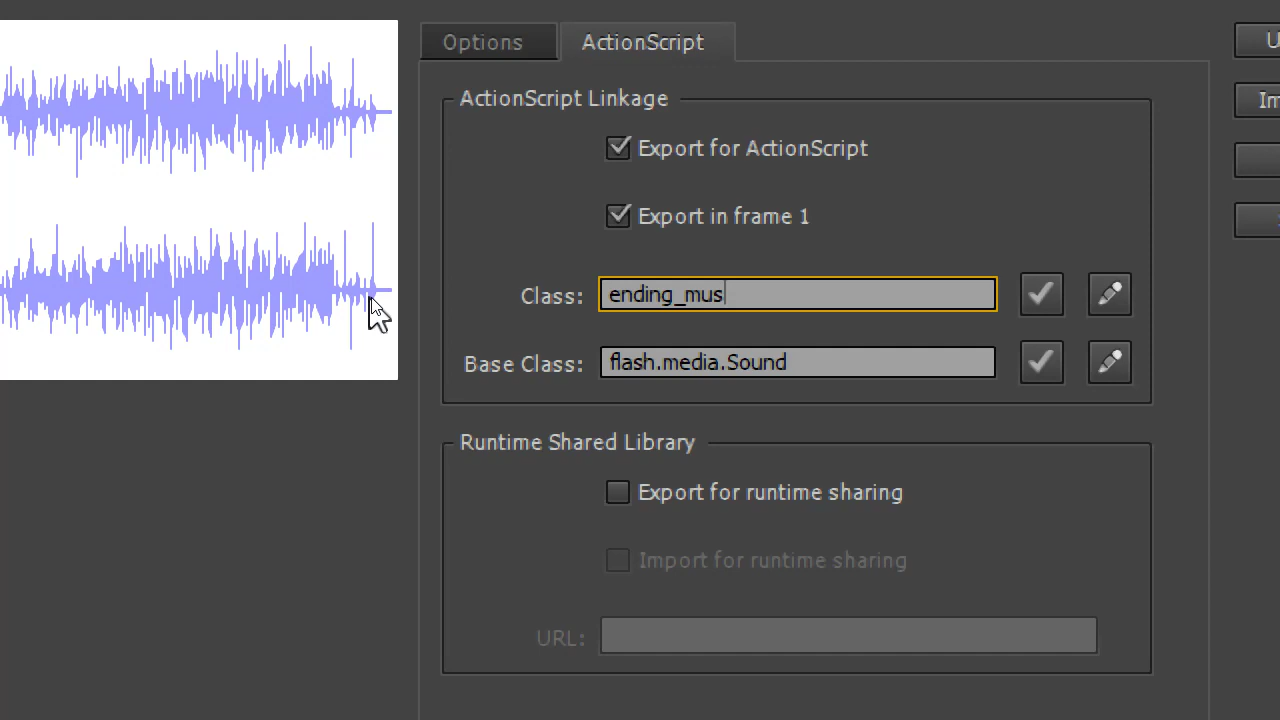 Options
ActionScript
ActionScript Linkage
Export for ActionScript
Export in frame 1
Class: ending_mus
Base Class: flash.media.Sound
Runtime Shared Library
Export for runtime sharing
Import for runtime sharing
URL: